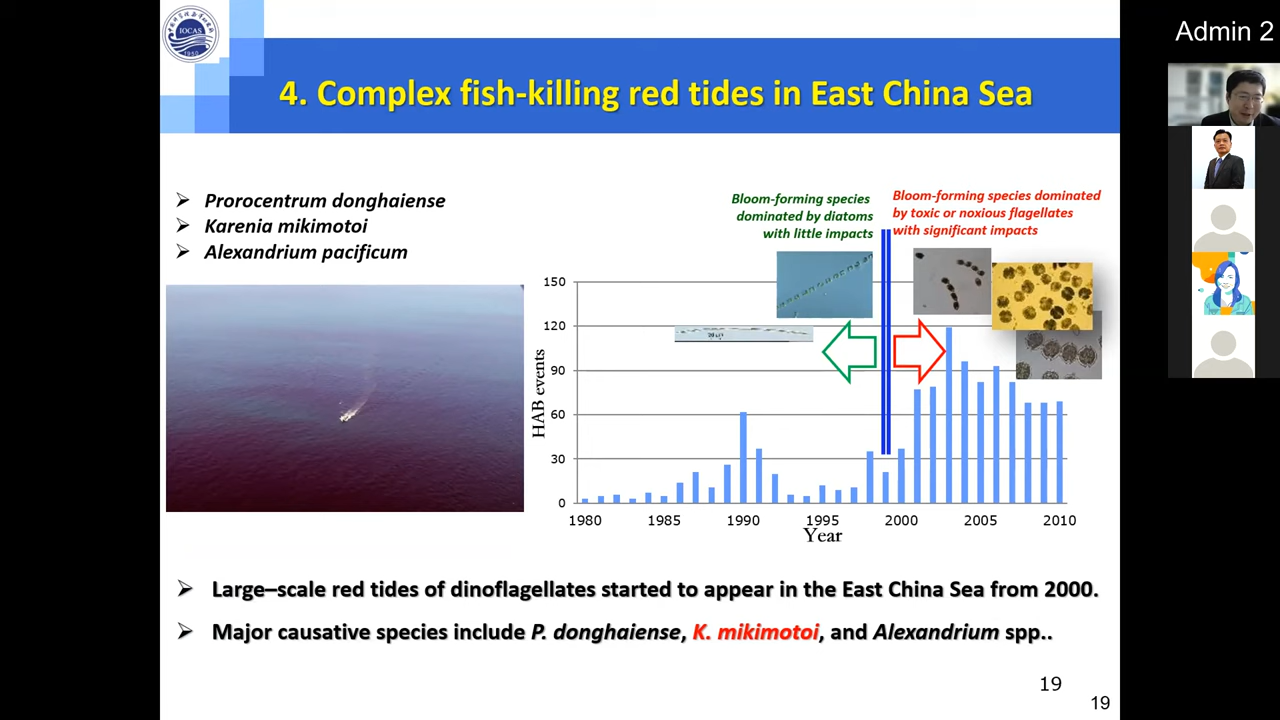 Admin 2
IOCAS
1950
4. Complex fish-killing red tides in East China Sea
Prorocentrum donghaiense
Karenia mikimotoi
Alexandrium pacificum
Bloom-forming species
dominated by diatoms
with little impacts
Bloom-forming species dominated
by toxic or noxious flagellates
with significant impacts
HAB events
150
120
90
60
30
0
1980 1985 1990 1995 2000 2005 2010
Year
Large–scale red tides of dinoflagellates started to appear in the East China Sea from 2000.
Major causative species include P. donghaiense, K. mikimotoi, and Alexandrium spp..
19
19